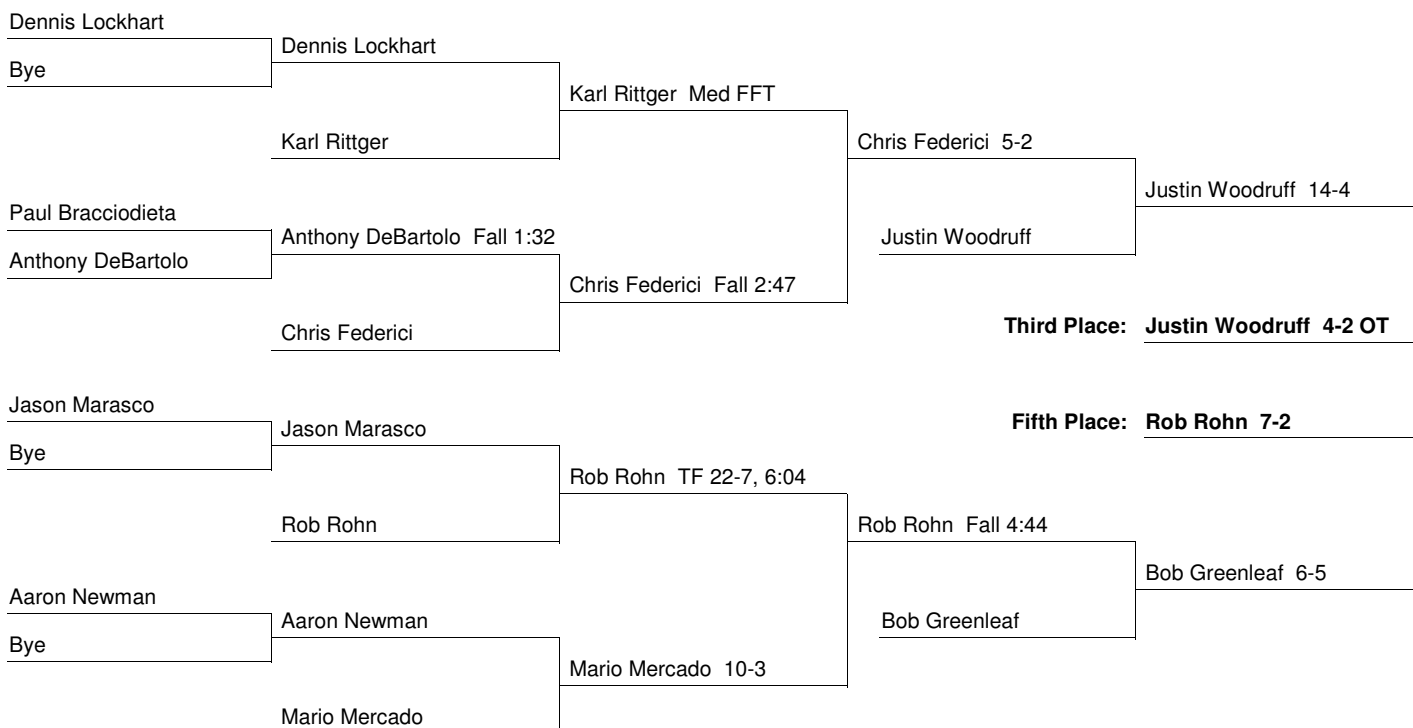 Dennis Lockhart
Bye
Dennis Lockhart
Karl Rittger
Karl Rittger  Med FFT
Paul Bracciodieta
Anthony DeBartolo
Anthony DeBartolo  Fall 1:32
Chris Federici
Chris Federici  Fall 2:47
Chris Federici  5-2
Justin Woodruff
Justin Woodruff  14-4
Third Place:  Justin Woodruff  4-2 OT
Fifth Place:  Rob Rohn  7-2
Jason Marasco
Bye
Jason Marasco
Rob Rohn
Rob Rohn  TF 22-7, 6:04
Aaron Newman
Bye
Aaron Newman
Mario Mercado
Mario Mercado  10-3
Rob Rohn  Fall 4:44
Bob Greenleaf
Bob Greenleaf  6-5